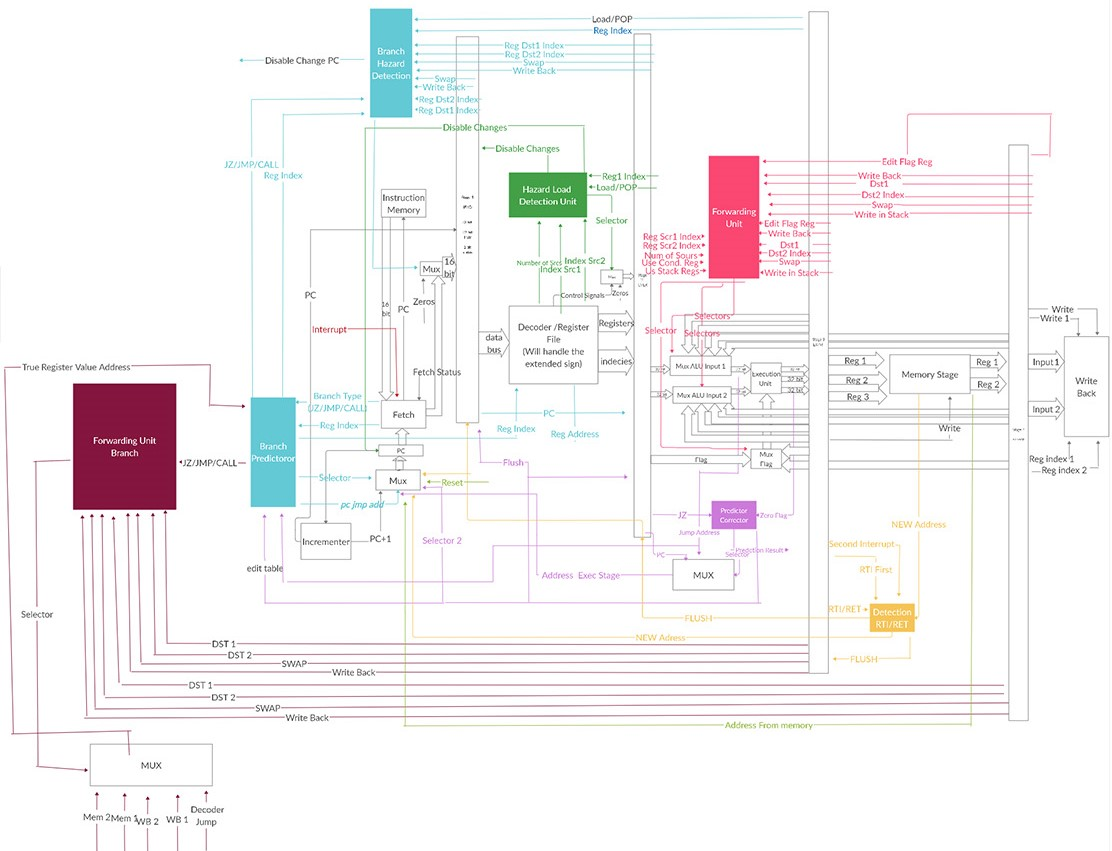 Load/POP
Reg Index
Branch
Hazard
Detection
Disable Change PC
Reg Dst1 Index
Reg Dst2 Index
Swap
Write Back
Swap
Write Back
Reg Dst2 Index
Reg Dst1 Index
Disable Changes
Disable Changes
JZ/JMP/CALL
Reg Index
Instruction
Memory
Hazard Load
Detection Unit
Reg1 Index
Load/POP
Selector
Edit Flag Reg
Write Back
Dst1
Dst2 Index
Swap
Write in Stack
Forwarding
Unit
Edit Flag Reg
Write Back
Dst1
Dst2 Index
Swap
Write in Stack
Reg Scr1 Index
Reg Scr2 Index
Num of Sours
Use Cond. Reg
Us Stack Regs
Number of Srcs
Index Src2
Index Src1
Mux
16
bit
PC
16
bit
PC
Zeros
Control Signals
Zeros
Interrupt
data
bus
Decoder /Register
File
(Will handle the
extended sign)
Registers
indecies
Selectors
Selector
Selectors
Mux ALU Input 1
Mux ALU Input 2
Execution
Unit
Reg 1
Reg 2
Reg 3
Memory Stage
Reg 1
Reg 2
Write
Write 1
Input1
Input 2
Write
Back
Reg index 1
Reg index 2
Write
True Register Value Address
Fetch Status
Branch Type
(JZ/JMP/CALL)
Reg Index
Fetch
PC
Reg Index
Reg Address
Forwarding Unit
Branch
JZ/JMP/CALL
Branch
Predictoror
PC
Selector
Mux
Reset
pc jmp add
Flush
Flag
Mux
Flag
Incrementer
PC+1
Selector 2
JZ
Predictor
Corrector
Zero Flag
Jump Address
Prediction Result
PC
Selector
MUX
edit table
Address Exec Stage
NEW Address
Second Interrupt
RTI First
RTI/RET
Detection
RTI/RET
FLUSH
NEW Adress
FLUSH
Selector
DST 1
DST 2
SWAP
Write Back
DST 1
DST 2
SWAP
Write Back
Address From memory
MUX
Mem 2
Mem 1
WB 2
WB 1
Decoder
Jump